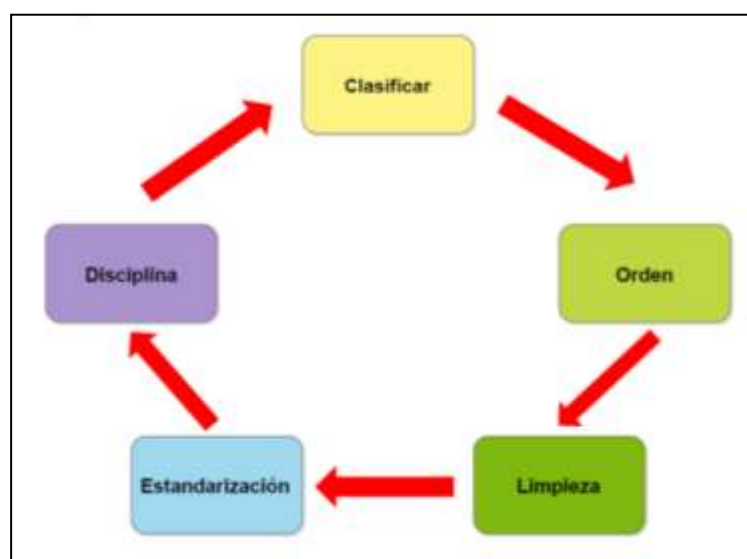 Clasificar
Orden
Limpieza
Estandarización
Disciplina